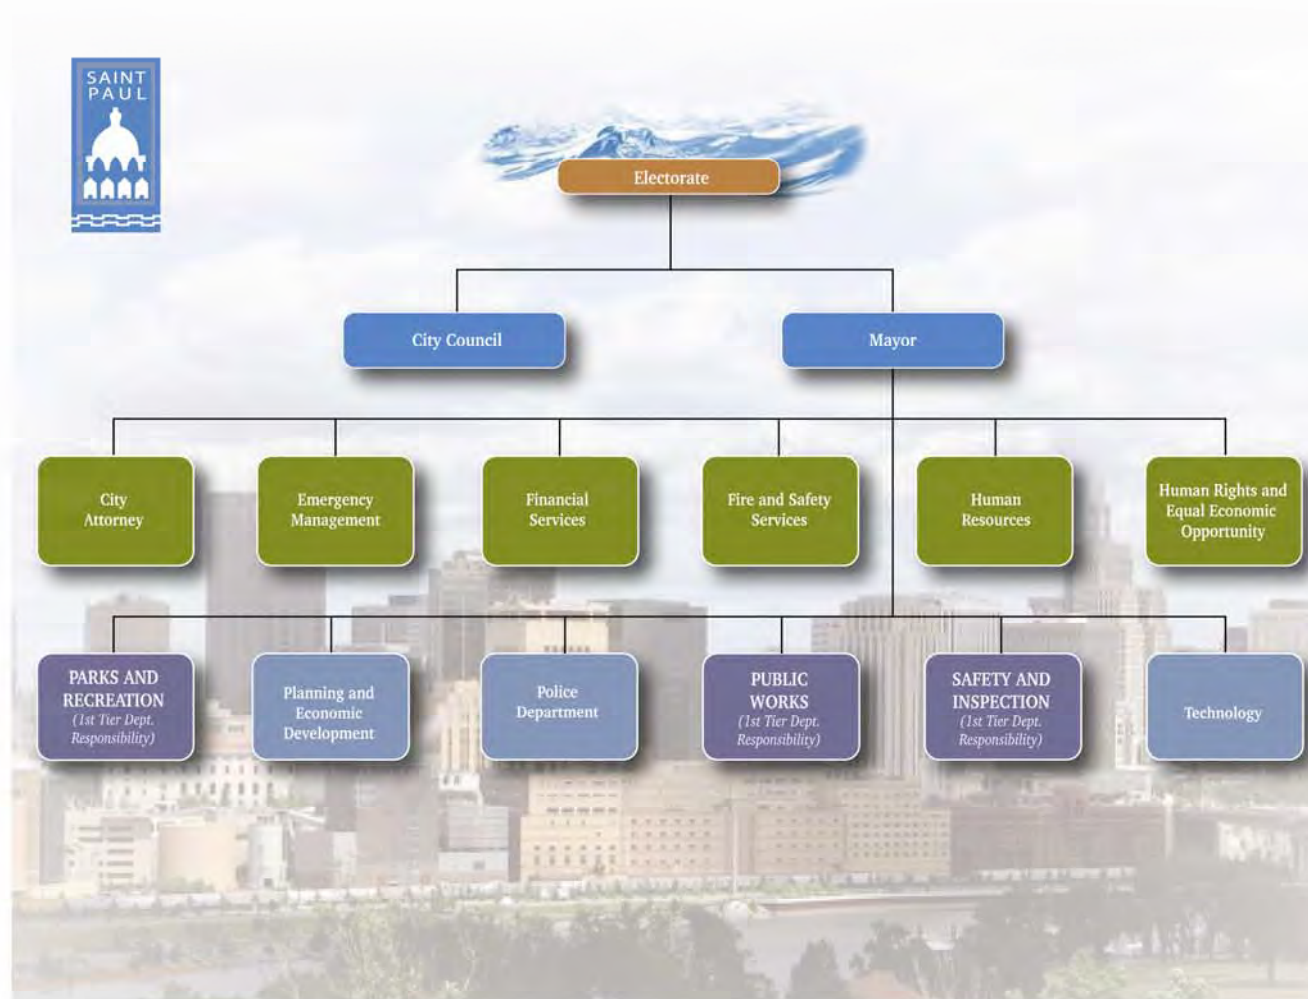 SAINT
PAUL
Electorate
City Council
Mayor
City
Attorney
Emergency
Management
Financial
Services
Fire and Safety
Services
Human
Resources
Human Rights and
Equal Economic
Opportunity
PARKS AND
RECREATION
(1st Tier Dept.
Responsibility)
Planning and
Economic
Development
Police
Department
PUBLIC
WORKS
(1st Tier Dept.
Responsibility)
SAFETY AND
INSPECTION
(1st Tier Dept.
Responsibility)
Technology